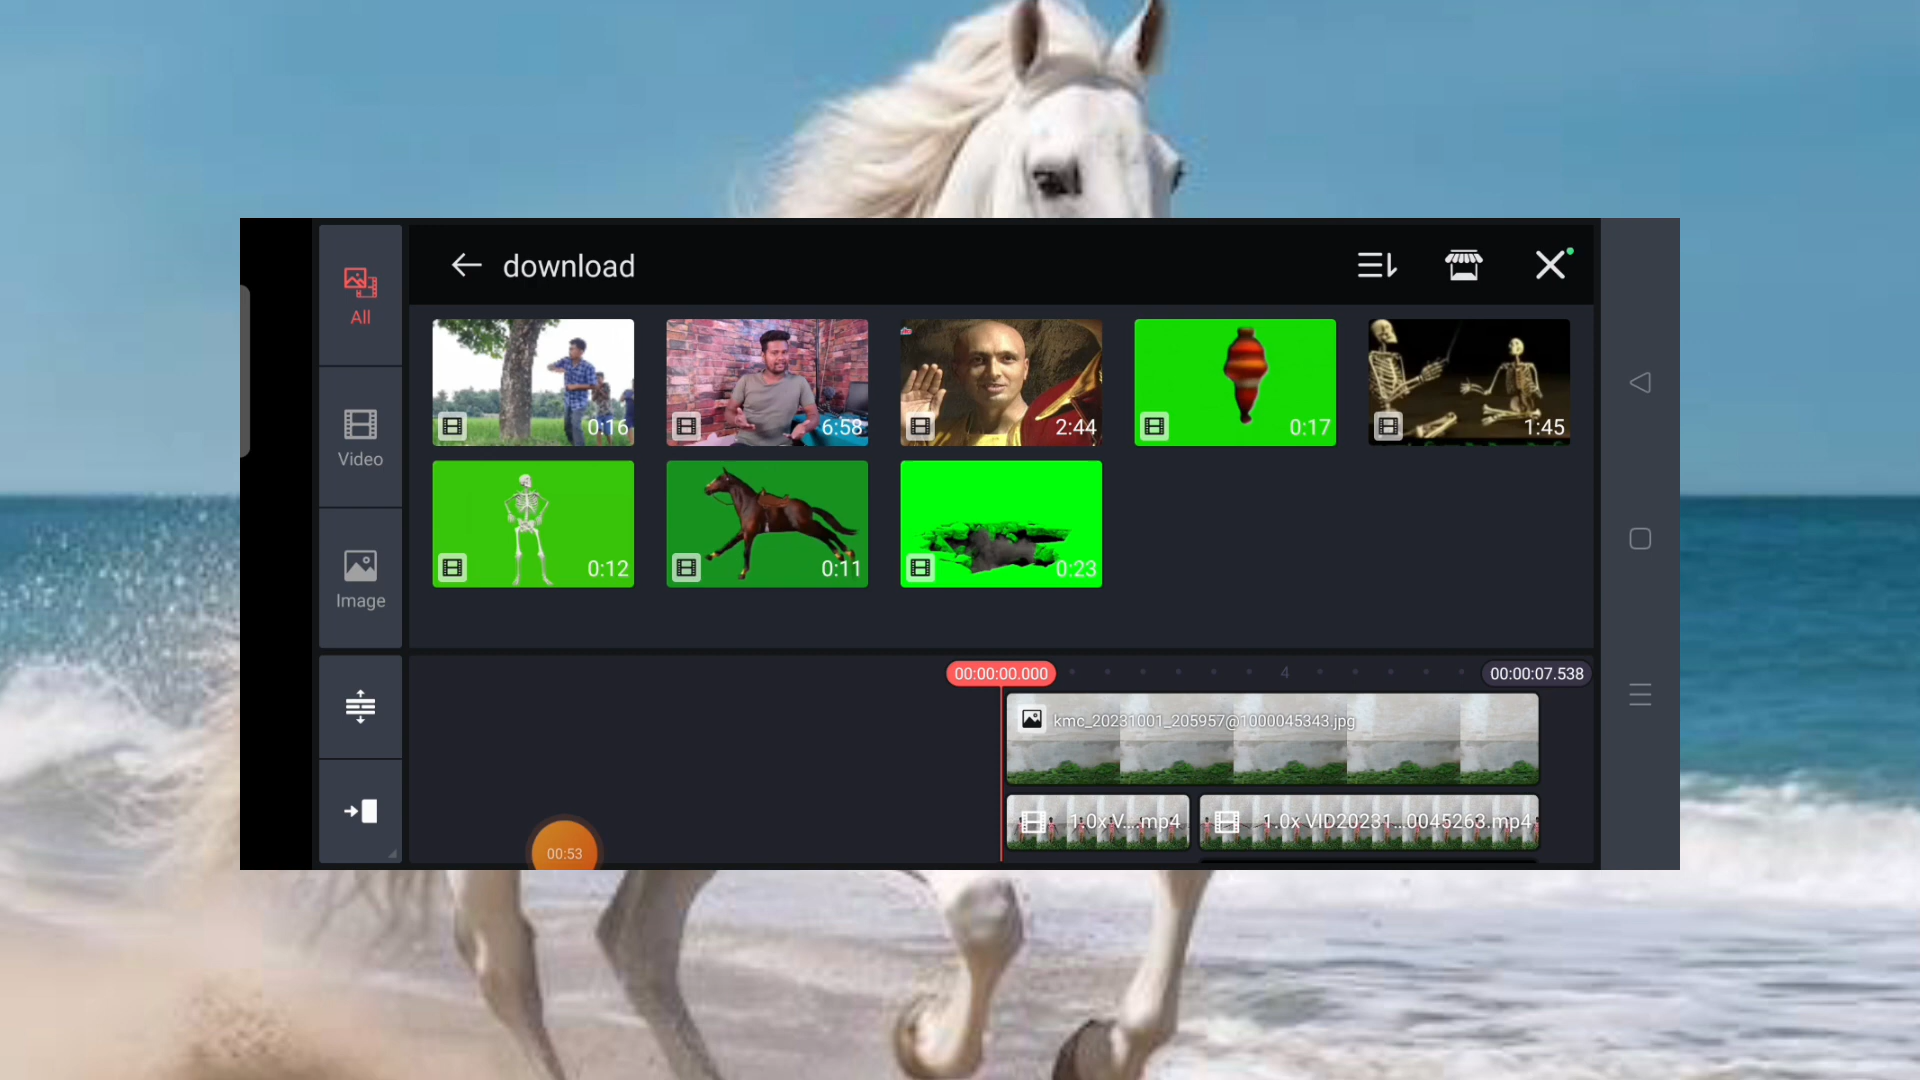 download
All
0:16
6:58
2:44
0:17
1:45
Video
0:12
0:11
0:23
Image
00:00:00.000
4
00:00:07.538
kmc_20231001_205957@1000045343.jpg
1.0x V....mp4
1.0x VID20231...0045263.mp4
00:53